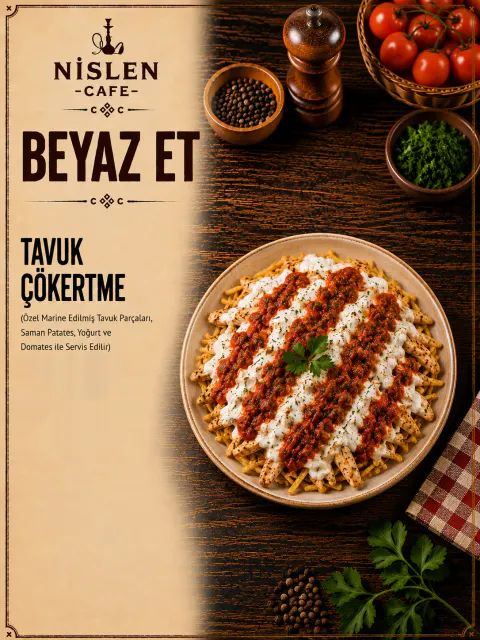 NİSLEN
-CAFE-
BEYAZ ET
TAVUK
ÇÖKERTME
(Özel Marine Edilmiş Tavuk Parçaları,
Saman Patates, Yoğurt ve
Domates ile Servis Edilir)